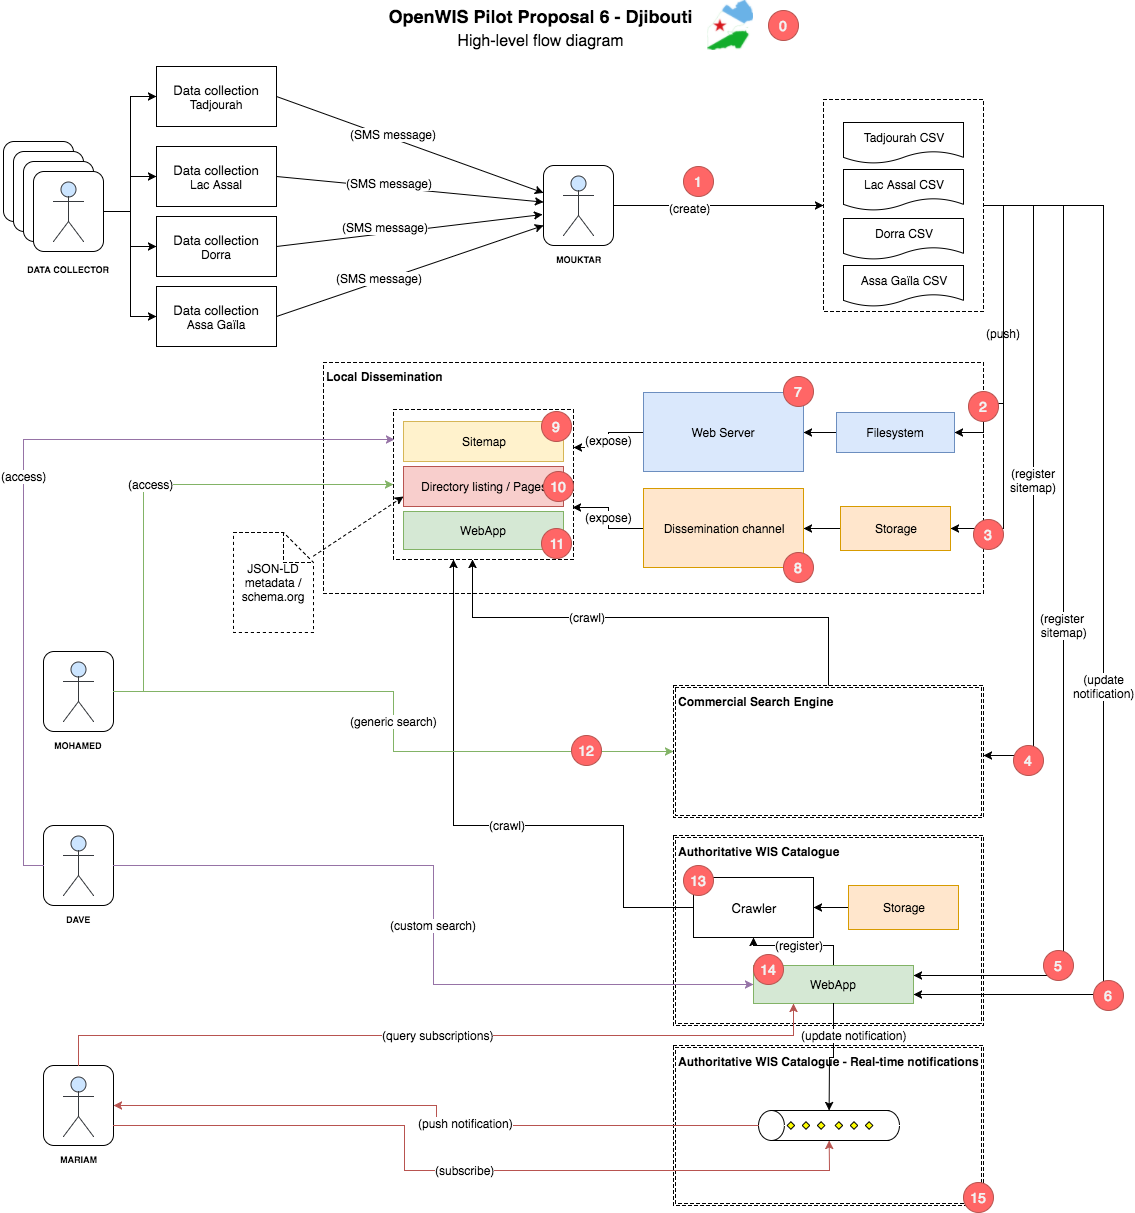 OpenWIS Pilot Proposal 6 - Djibouti
High-level flow diagram
0
Data collection
Tadjourah
Data collection
Lac Assal
Data collection
Dorra
Data collection
Assa Gaïla
DATA COLLECTOR
(SMS message)
(SMS message)
(SMS message)
(SMS message)
MOUKTAR
1
(create)
Tadjourah CSV
Lac Assal CSV
Dorra CSV
Assa Gaïla CSV
(push)
Local Dissemination
7
2
9
Sitemap
(expose)
Web Server
Filesystem
(access)
(access)
Directory listing / Pages
10
(register
sitemap)
WebApp
11
(expose)
Dissemination channel
8
Storage
3
JSON-LD
metadata /
schema.org
(crawl)
(register
sitemap)
(update
notification)
MOHAMED
(generic search)
12
Commercial Search Engine
4
(crawl)
DAVE
(custom search)
Authoritative WIS Catalogue
13
Crawler
Storage
(register)
14
WebApp
5
6
(query subscriptions)
(update notification)
Authoritative WIS Catalogue - Real-time notifications
(push notification)
MARIAM
(subscribe)
15